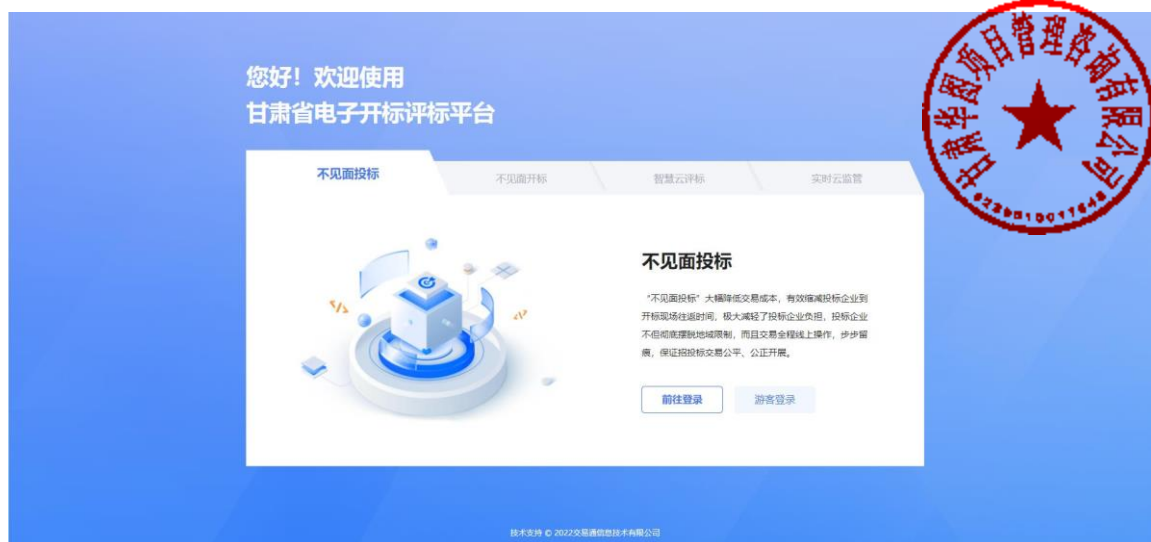 您好！欢迎使用
甘肃省电子开标评标平台
甘肃华图项目管理咨询有限公司
不见面投标
不见面开标
智慧云评标
实时云监管
不见面投标
“不见面投标”大幅降低交易成本，有效缩减投标企业到
开标现场往返时间，极大减轻了投标企业负担，投标企业
不但彻底摆脱地域限制，而且交易全程线上操作，步步留
痕，保证招投标交易公平、公正开展。
前往登录
游客登录
技术支持 © 2022交易通信息技术有限公司